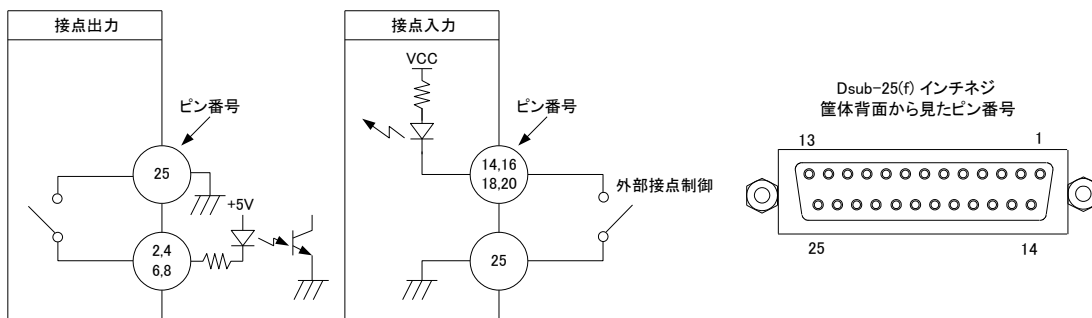 接点出力
ピン番号
25
+5V
2,4
6,8
接点入力
VCC
ピン番号
14,16
18,20
外部接点制御
25
Dsub-25(f) インチネジ
筐体背面から見たピン番号
13
1
25
14